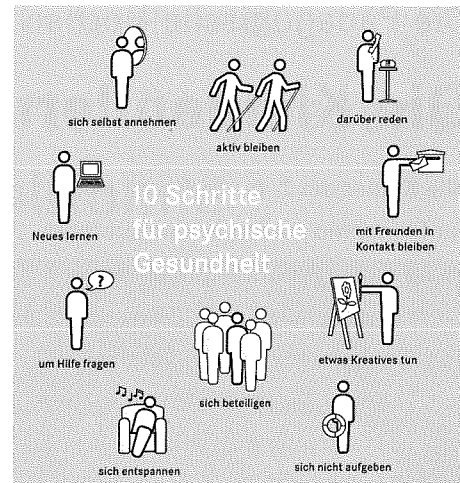 sich selbst annehmen
aktiv bleiben
darüber reden
Neues lernen
10 Schritte
für psychische
Gesundheit
mit Freunden in
Kontakt bleiben
um Hilfe fragen
?
sich beteiligen
etwas Kreatives tun
sich entspannen
sich nicht aufgeben